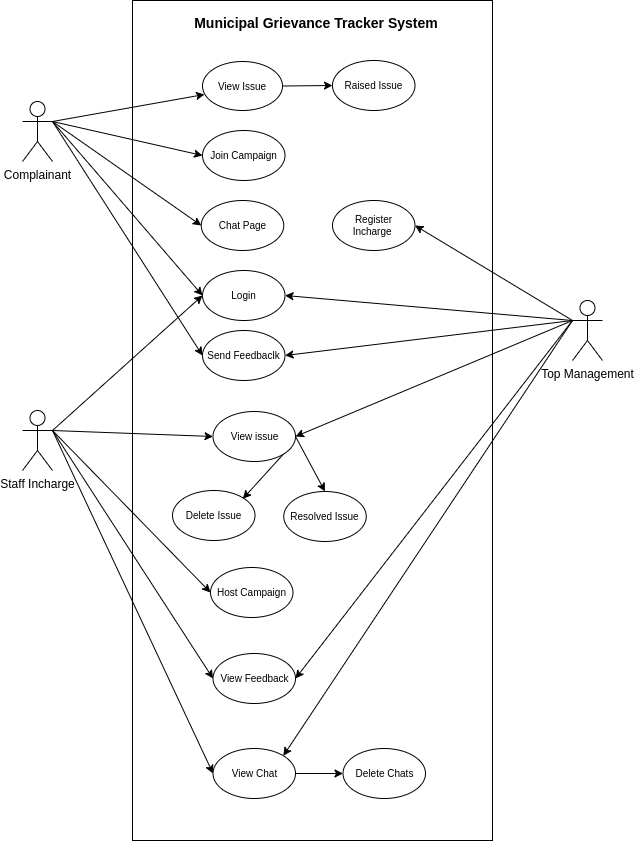 Municipal Grievance Tracker System
View Issue
Raised Issue
Complainant
Join Campaign
Chat Page
Register
Incharge
Login
Send Feedbaclk
Top Management
View issue
Staff Incharge
Delete Issue
Resolved Issue
Host Campaign
View Feedback
View Chat
Delete Chats